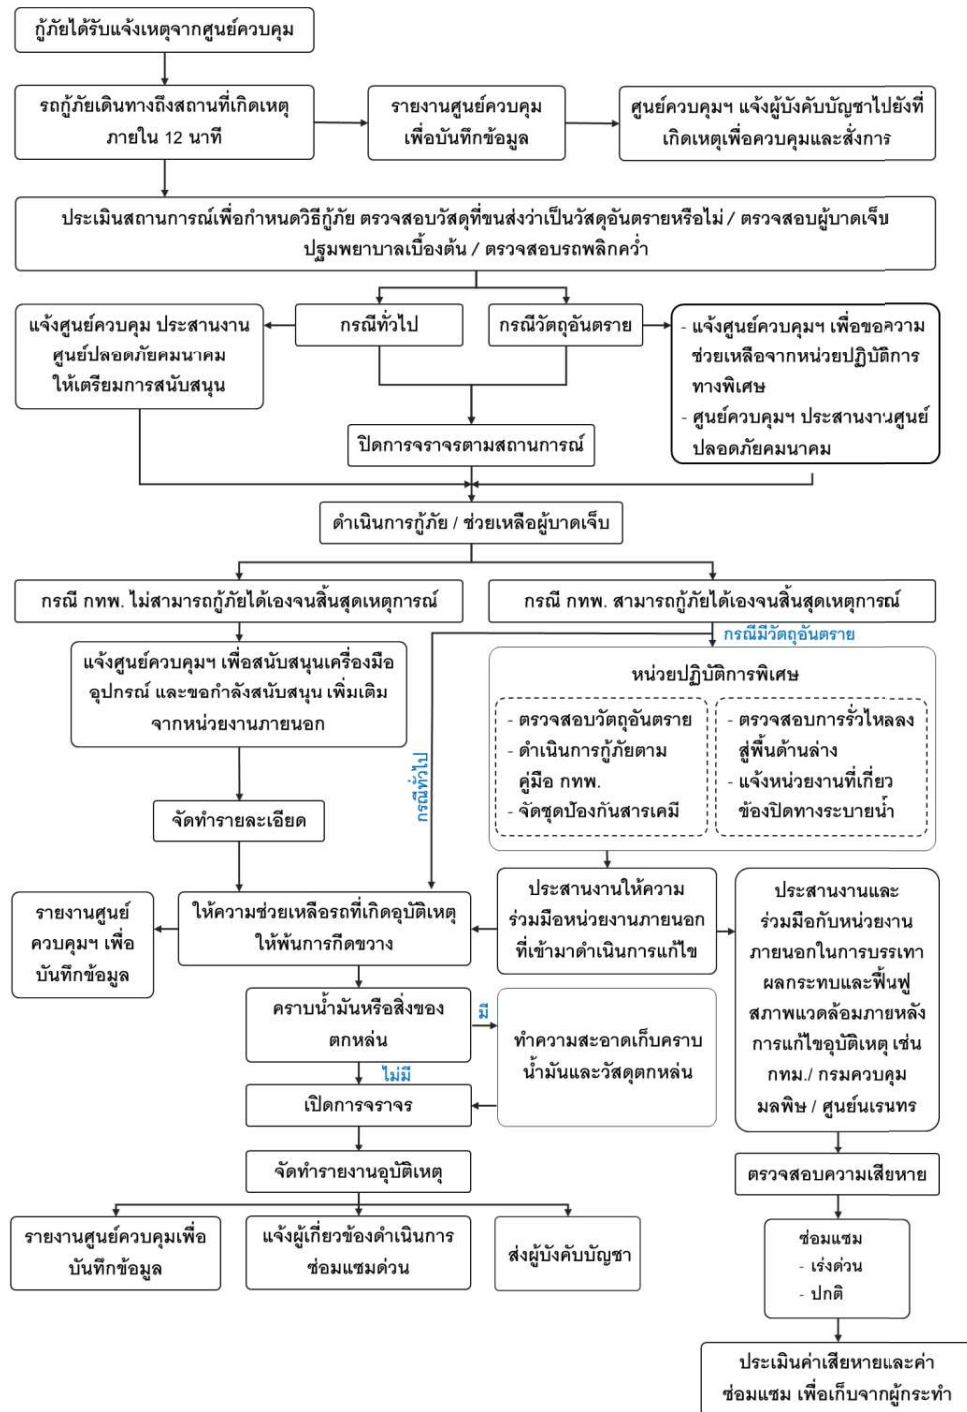 กู้ภัยได้รับแจ้งเหตุจากศูนย์ควบคุม
รถกู้ภัยเดินทางถึงสถานที่เกิดเหตุ
ภายใน 12 นาที
รายงานศูนย์ควบคุม
เพื่อบันทึกข้อมูล
ศูนย์ควบคุมฯ แจ้งผู้บังคับบัญชาไปยังที่
เกิดเหตุเพื่อควบคุมและสั่งการ
ประเมินสถานการณ์เพื่อกำหนดวิธีกู้ภัย ตรวจสอบวัสดุที่ขนส่งว่าเป็นวัสดุอันตรายหรือไม่ / ตรวจสอบผู้บาดเจ็บ
ปฐมพยาบาลเบื้องต้น / ตรวจสอบรถพลิกคว่ำ
แจ้งศูนย์ควบคุม ประสานงาน
ศูนย์ปลอดภัยคมนาคม
ให้เตรียมการสนับสนุน
กรณีทั่วไป
กรณีวัตถุอันตราย
- แจ้งศูนย์ควบคุมฯ เพื่อขอความ
ช่วยเหลือจากหน่วยปฏิบัติการ
ทางพิเศษ
- ศูนย์ควบคุมฯ ประสานงานศูนย์
ปลอดภัยคมนาคม
ปิดการจราจรตามสถานการณ์
ดำเนินการกู้ภัย / ช่วยเหลือผู้บาดเจ็บ
กรณี กทพ. ไม่สามารถกู้ภัยได้เองจนสิ้นสุดเหตุการณ์
กรณี กทพ. สามารถกู้ภัยได้เองจนสิ้นสุดเหตุการณ์
กรณีมีวัตถุอันตราย
แจ้งศูนย์ควบคุมฯ เพื่อสนับสนุนเครื่องมือ
อุปกรณ์ และขอกำลังสนับสนุน เพิ่มเติม
จากหน่วยงานภายนอก
กรณีทั่วไป
หน่วยปฏิบัติการพิเศษ
- ตรวจสอบวัตถุอันตราย
- ดำเนินการกู้ภัยตาม
คู่มือ กทพ.
- จัดชุดป้องกันสารเคมี
- ตรวจสอบการรั่วไหลลง
สู่พื้นด้านล่าง
- แจ้งหน่วยงานที่เกี่ยว
ข้องปิดทางระบายน้ำ
จัดทำรายละเอียด
รายงานศูนย์
ควบคุมฯ เพื่อ
บันทึกข้อมูล
ให้ความช่วยเหลือรถที่เกิดอุบัติเหตุ
ให้พ้นการกีดขวาง
ประสานงานให้ความ
ร่วมมือหน่วยงานภายนอก
ที่เข้ามาดำเนินการแก้ไข
ประสานงานและ
ร่วมมือกับหน่วยงาน
ภายนอกในการบรรเทา
ผลกระทบและฟื้นฟู
สภาพแวดล้อมภายหลัง
การแก้ไขอุบัติเหตุ เช่น
กทม./ กรมควบคุม
มลพิษ / ศูนย์นเรนทร
คราบน้ำมันหรือสิ่งของ
ตกหล่น
มี
ทำความสะอาดเก็บคราบ
น้ำมันและวัสดุตกหล่น
ไม่มี
เปิดการจราจร
จัดทำรายงานอุบัติเหตุ
ตรวจสอบความเสียหาย
รายงานศูนย์ควบคุมเพื่อ
บันทึกข้อมูล
แจ้งผู้เกี่ยวข้องดำเนินการ
ซ่อมแซมด่วน
ส่งผู้บังคับบัญชา
ซ่อมแซม
- เร่งด่วน
- ปกติ
ประเมินค่าเสียหายและค่า
ซ่อมแซม เพื่อเก็บจากผู้กระทำ